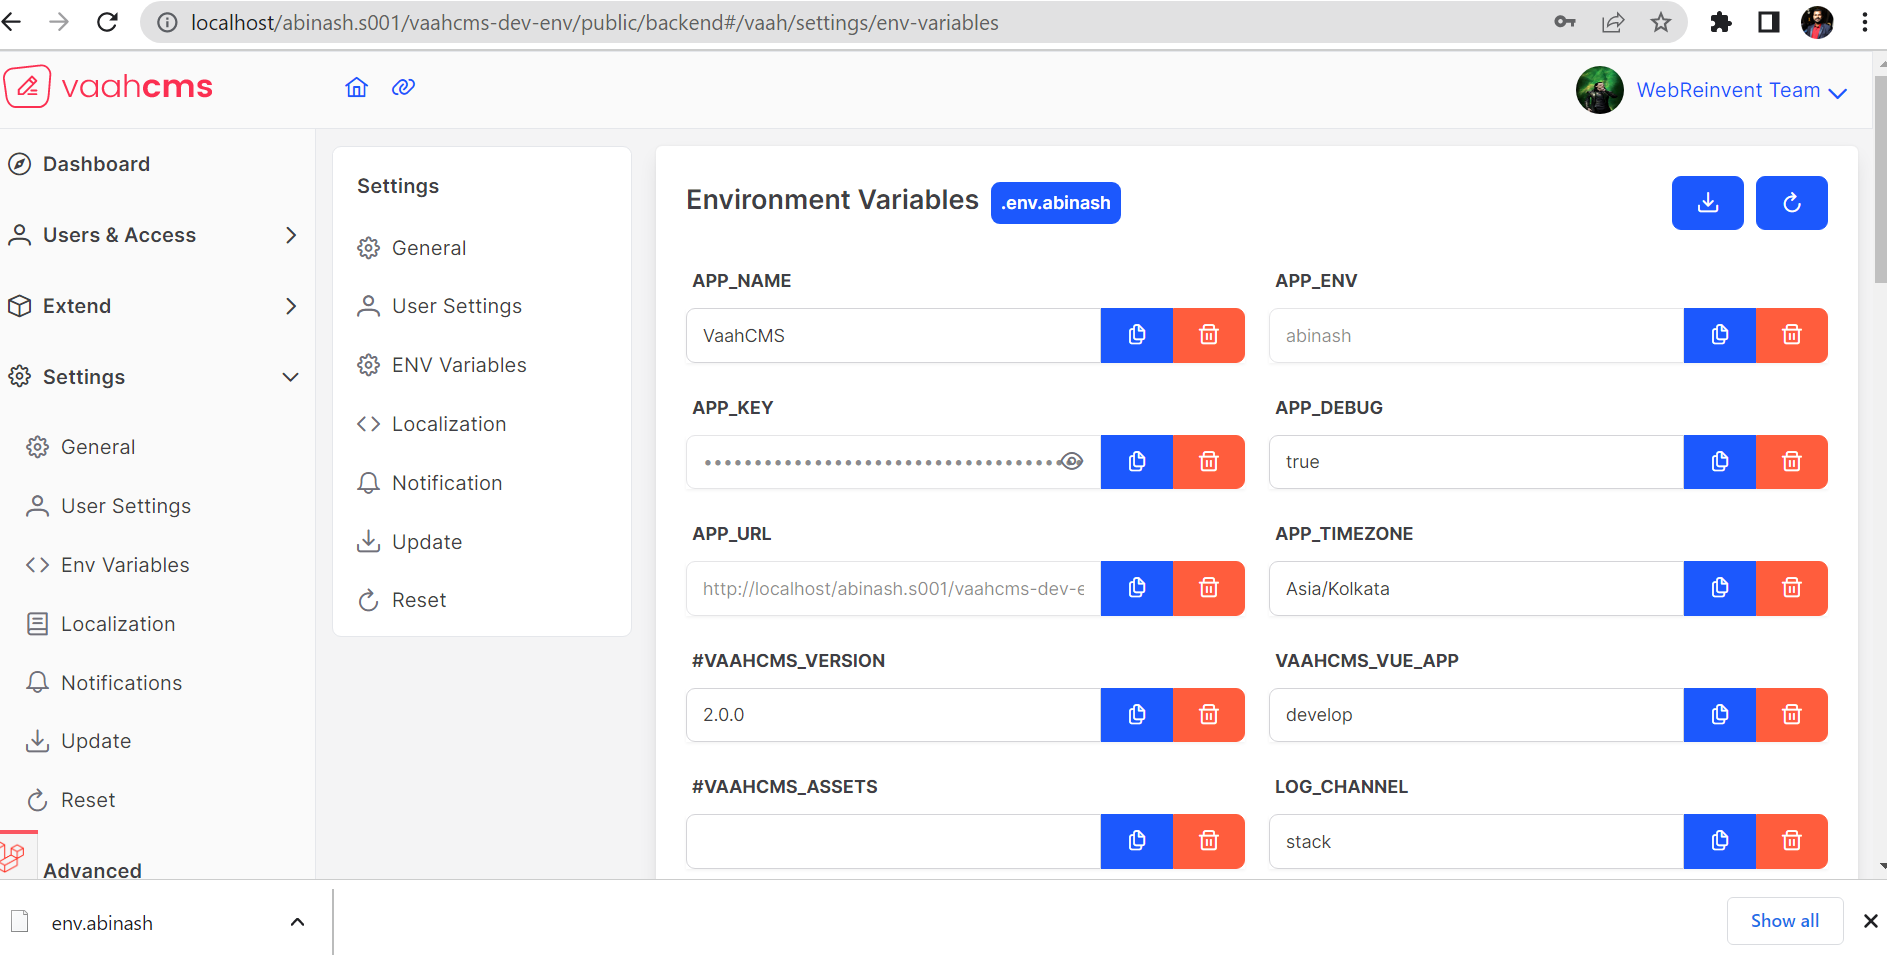 localhost/abinash.s001/vaahcms-dev-env/public/backend#/vaah/settings/env-variables
vaahcms
WebReinvent Team
Dashboard
Users & Access
Extend
Settings
General
User Settings
Env Variables
Localization
Notifications
Update
Reset
Advanced
Settings
General
User Settings
ENV Variables
Localization
Notification
Update
Reset
Environment Variables .env.abinash
APP_NAME
VaahCMS
APP_ENV
abinash
APP_KEY
APP_DEBUG
true
APP_URL
http://localhost/abinash.s001/vaahcms-dev-e
APP_TIMEZONE
Asia/Kolkata
#VAAHCMS_VERSION
2.0.0
VAAHCMS_VUE_APP
develop
#VAAHCMS_ASSETS
LOG_CHANNEL
stack
env.abinash
Show all